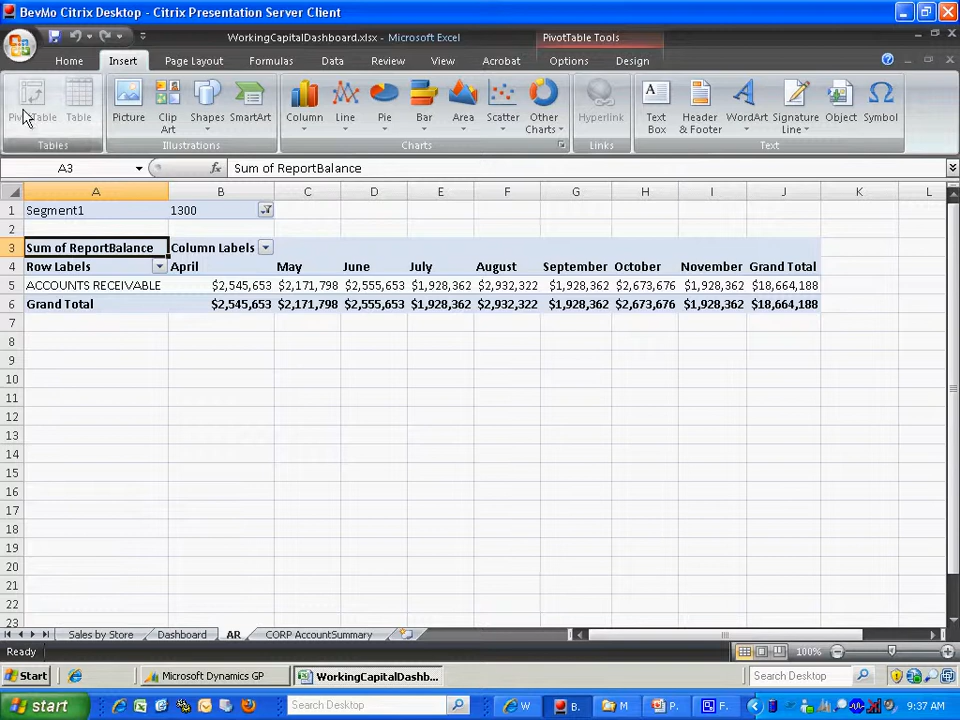 BevMo Citrix Desktop - Citrix Presentation Server Client
WorkingCapitalDashboard.xlsx - Microsoft Excel
PivotTable Tools
Home Insert Page Layout Formulas Data Review View Acrobat Options Design
PivotTable Table Picture Clip Art Shapes SmartArt Column Line Pie Bar Area Scatter Other Charts Hyperlink Text Box Header & Footer WordArt Signature Line Object Symbol
Tables Illustrations Charts Links Text
A3 fx Sum of ReportBalance
A B C D E F G H I J K L
1 Segment1 1300
2
3 Sum of ReportBalance Column Labels
4 Row Labels April May June July August September October November Grand Total
5 ACCOUNTS RECEIVABLE $2,545,653 $2,171,798 $2,555,653 $1,928,362 $2,932,322 $1,928,362 $2,673,676 $1,928,362 $18,664,188
6 Grand Total $2,545,653 $2,171,798 $2,555,653 $1,928,362 $2,932,322 $1,928,362 $2,673,676 $1,928,362 $18,664,188
7
8
9
10
11
12
13
14
15
16
17
18
19
20
21
22
23
Sales by Store Dashboard AR CORP AccountSummary
Ready 100%
Start Microsoft Dynamics GP WorkingCapitalDashb... Search Desktop
start Search Desktop W B. M P. F. 9:37 AM